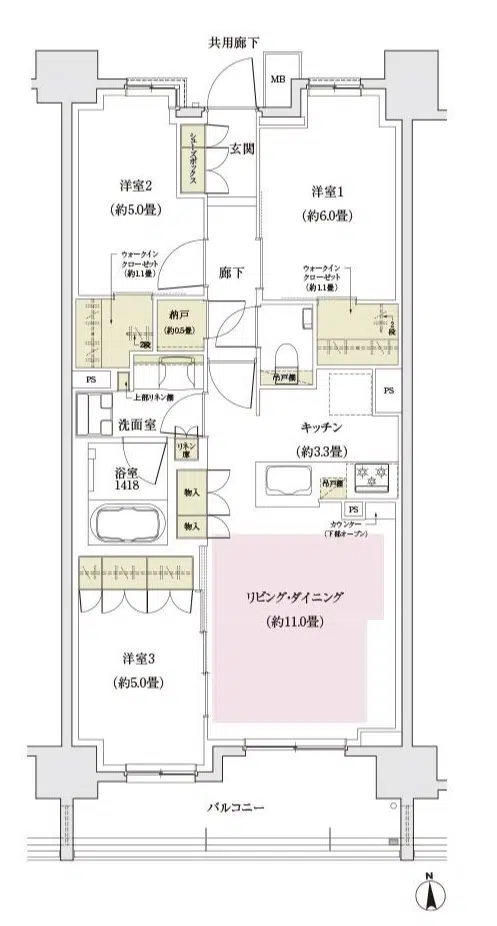 共用廊下
MB
シューズボックス
玄関
洋室2
(約5.0畳)
洋室1
(約6.0畳)
ウォークイン
クローゼット
(約1.1畳)
廊下
ウォークイン
クローゼット
(約1.1畳)
納戸
(約0.5畳)
2段
2段
PS
上部リネン棚
吊戸棚
PS
洗面室
キッチン
(約3.3畳)
リネン
庫
浴室
1418
物入
吊戸棚
物入
PS
カウンター
(下部オープン)
リビング・ダイニング
(約11.0畳)
洋室3
(約5.0畳)
バルコニー
N